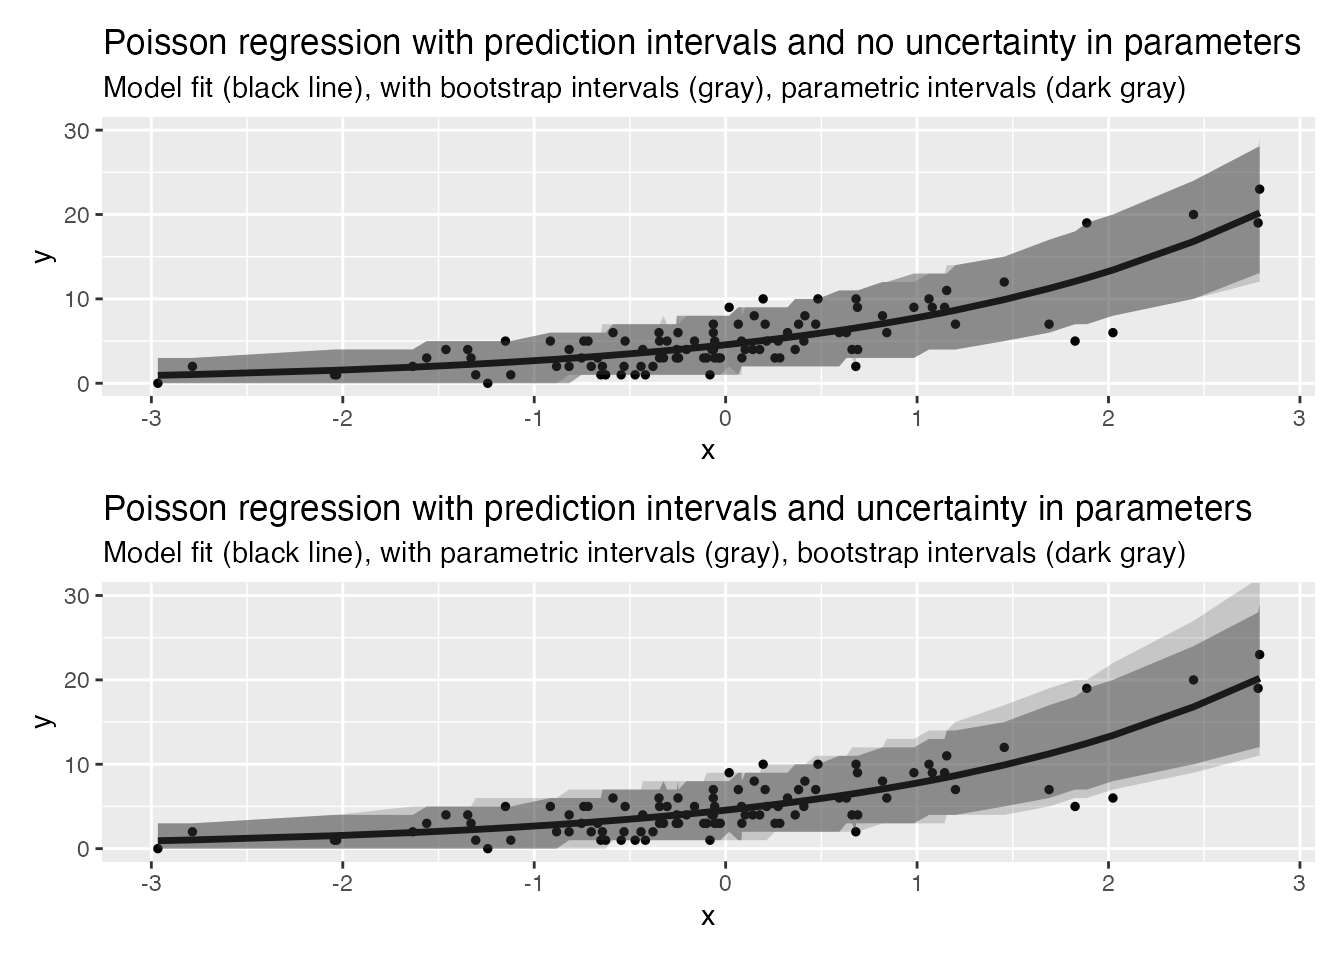 Poisson regression with prediction intervals and no uncertainty in parameters
Model fit (black line), with bootstrap intervals (gray), parametric intervals (dark gray)
30
20
10
0
y
-3 -2 -1 0 1 2 3
x
Poisson regression with prediction intervals and uncertainty in parameters
Model fit (black line), with parametric intervals (gray), bootstrap intervals (dark gray)
30
20
10
0
y
-3 -2 -1 0 1 2 3
x